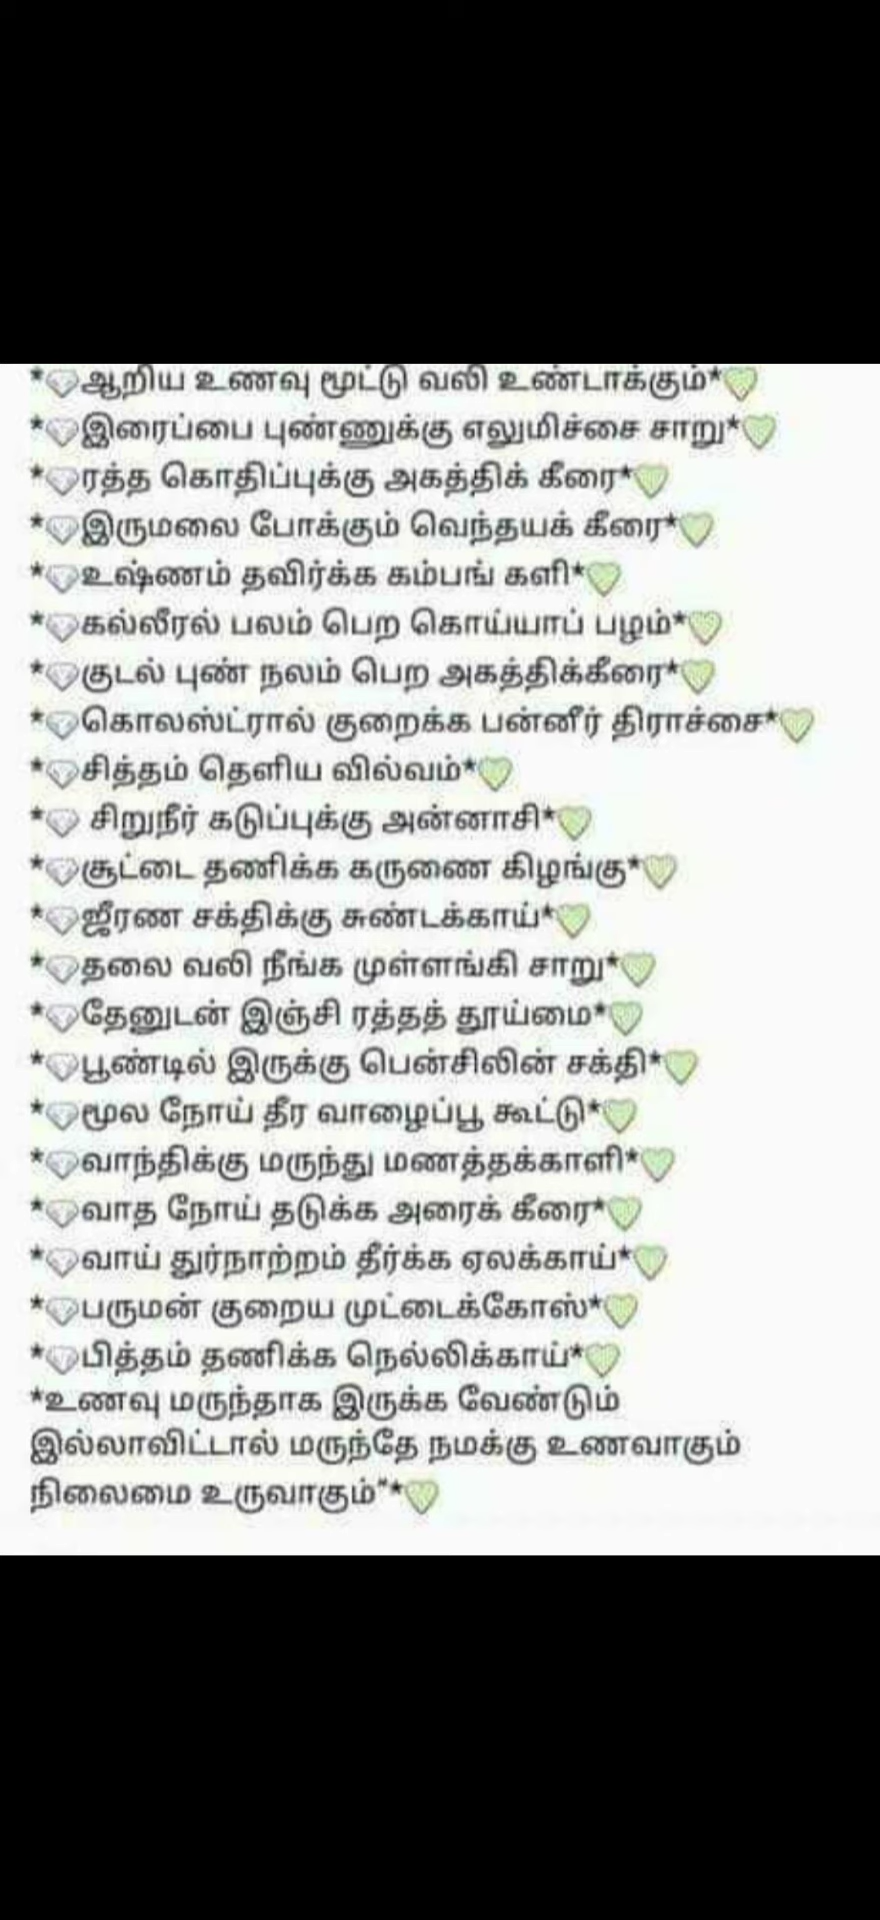 *💎ஆறிய உணவு மூட்டு வலி உண்டாக்கும்*💚
*💎இரைப்பை புண்ணுக்கு எலுமிச்சை சாறு*💚
*💎ரத்த கொதிப்புக்கு அகத்திக் கீரை*💚
*💎இருமலை போக்கும் வெந்தயக் கீரை*💚
*💎உஷ்ணம் தவிர்க்க கம்பங் களி*💚
*💎கல்லீரல் பலம் பெற கொய்யாப் பழம்*💚
*💎குடல் புண் நலம் பெற அகத்திக்கீரை*💚
*💎கொலஸ்ட்ரால் குறைக்க பன்னீர் திராச்சை*💚
*💎சித்தம் தெளிய வில்வம்*💚
*💎 சிறுநீர் கடுப்புக்கு அன்னாசி*💚
*💎சூட்டை தணிக்க கருணை கிழங்கு*💚
*💎ஜீரண சக்திக்கு சுண்டக்காய்*💚
*💎தலை வலி நீங்க முள்ளங்கி சாறு*💚
*💎தேனுடன் இஞ்சி ரத்தத் தூய்மை*💚
*💎பூண்டில் இருக்கு பென்சிலின் சக்தி*💚
*💎மூல நோய் தீர வாழைப்பூ கூட்டு*💚
*💎வாந்திக்கு மருந்து மணத்தக்காளி*💚
*💎வாத நோய் தடுக்க அரைக் கீரை*💚
*💎வாய் துர்நாற்றம் தீர்க்க ஏலக்காய்*💚
*💎பருமன் குறைய முட்டைக்கோஸ்*💚
*💎பித்தம் தணிக்க நெல்லிக்காய்*💚
*உணவு மருந்தாக இருக்க வேண்டும்
இல்லாவிட்டால் மருந்தே நமக்கு உணவாகும்
நிலைமை உருவாகும்"*💚